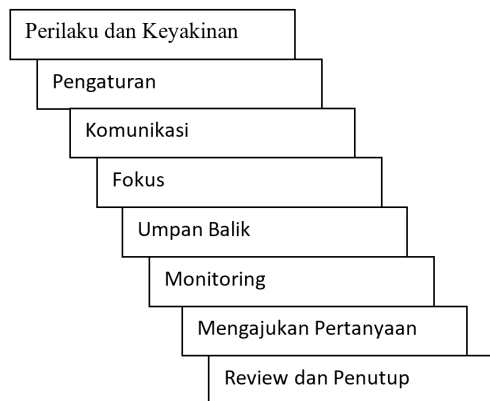 Perilaku dan Keyakinan
Pengaturan
Komunikasi
Fokus
Umpan Balik
Monitoring
Mengajukan Pertanyaan
Review dan Penutup